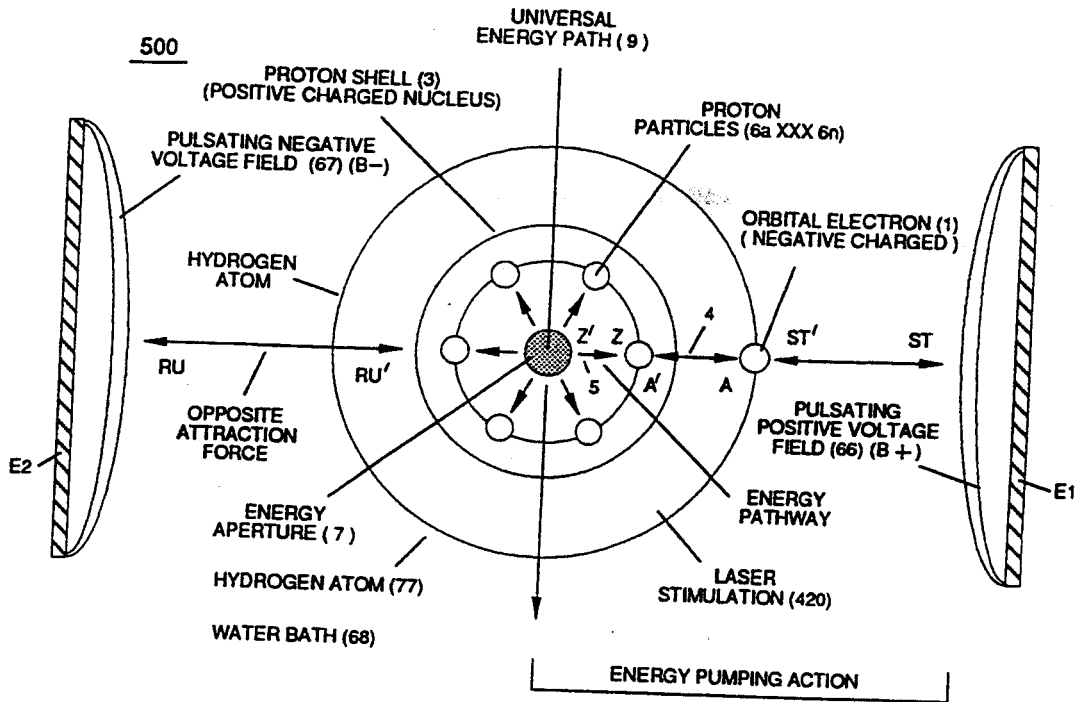 UNIVERSAL
ENERGY PATH ( 9 )
500
PROTON SHELL (3)
(POSITIVE CHARGED NUCLEUS)
PROTON
PARTICLES (6a XXX 6n)
PULSATING NEGATIVE
VOLTAGE FIELD (67) (B−)
ORBITAL ELECTRON (1)
( NEGATIVE CHARGED )
HYDROGEN
ATOM
4
Z' Z
ST' ST
RU RU'
5 A' A
OPPOSITE
ATTRACTION
FORCE
PULSATING
POSITIVE VOLTAGE
FIELD (66) (B +)
E2
E1
ENERGY
APERTURE ( 7 )
ENERGY
PATHWAY
HYDROGEN ATOM (77)
LASER
STIMULATION (420)
WATER BATH (68)
ENERGY PUMPING ACTION